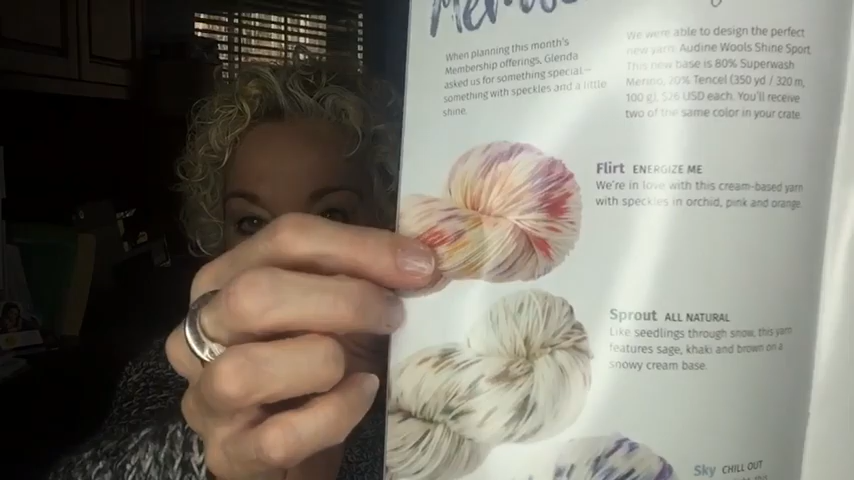 When planning this month's
Membership offerings, Glenda
asked us for something special—
something with speckles and a little
shine.
We were able to design the perfect
new yarn: Audine Wools Shine Sport.
This new base is 80% Superwash
Merino, 20% Tencel (350 yd / 320 m,
100 g), USD each. You'll receive
two of the same color in your crate.
Flirt ENERGIZE ME
We're in love with this cream-based yarn
with speckles in orchid, pink and orange.
Sprout ALL NATURAL
Like seedlings through snow, this yarn
features sage, khaki and brown on a
snowy cream base.
Sky CHILL OUT